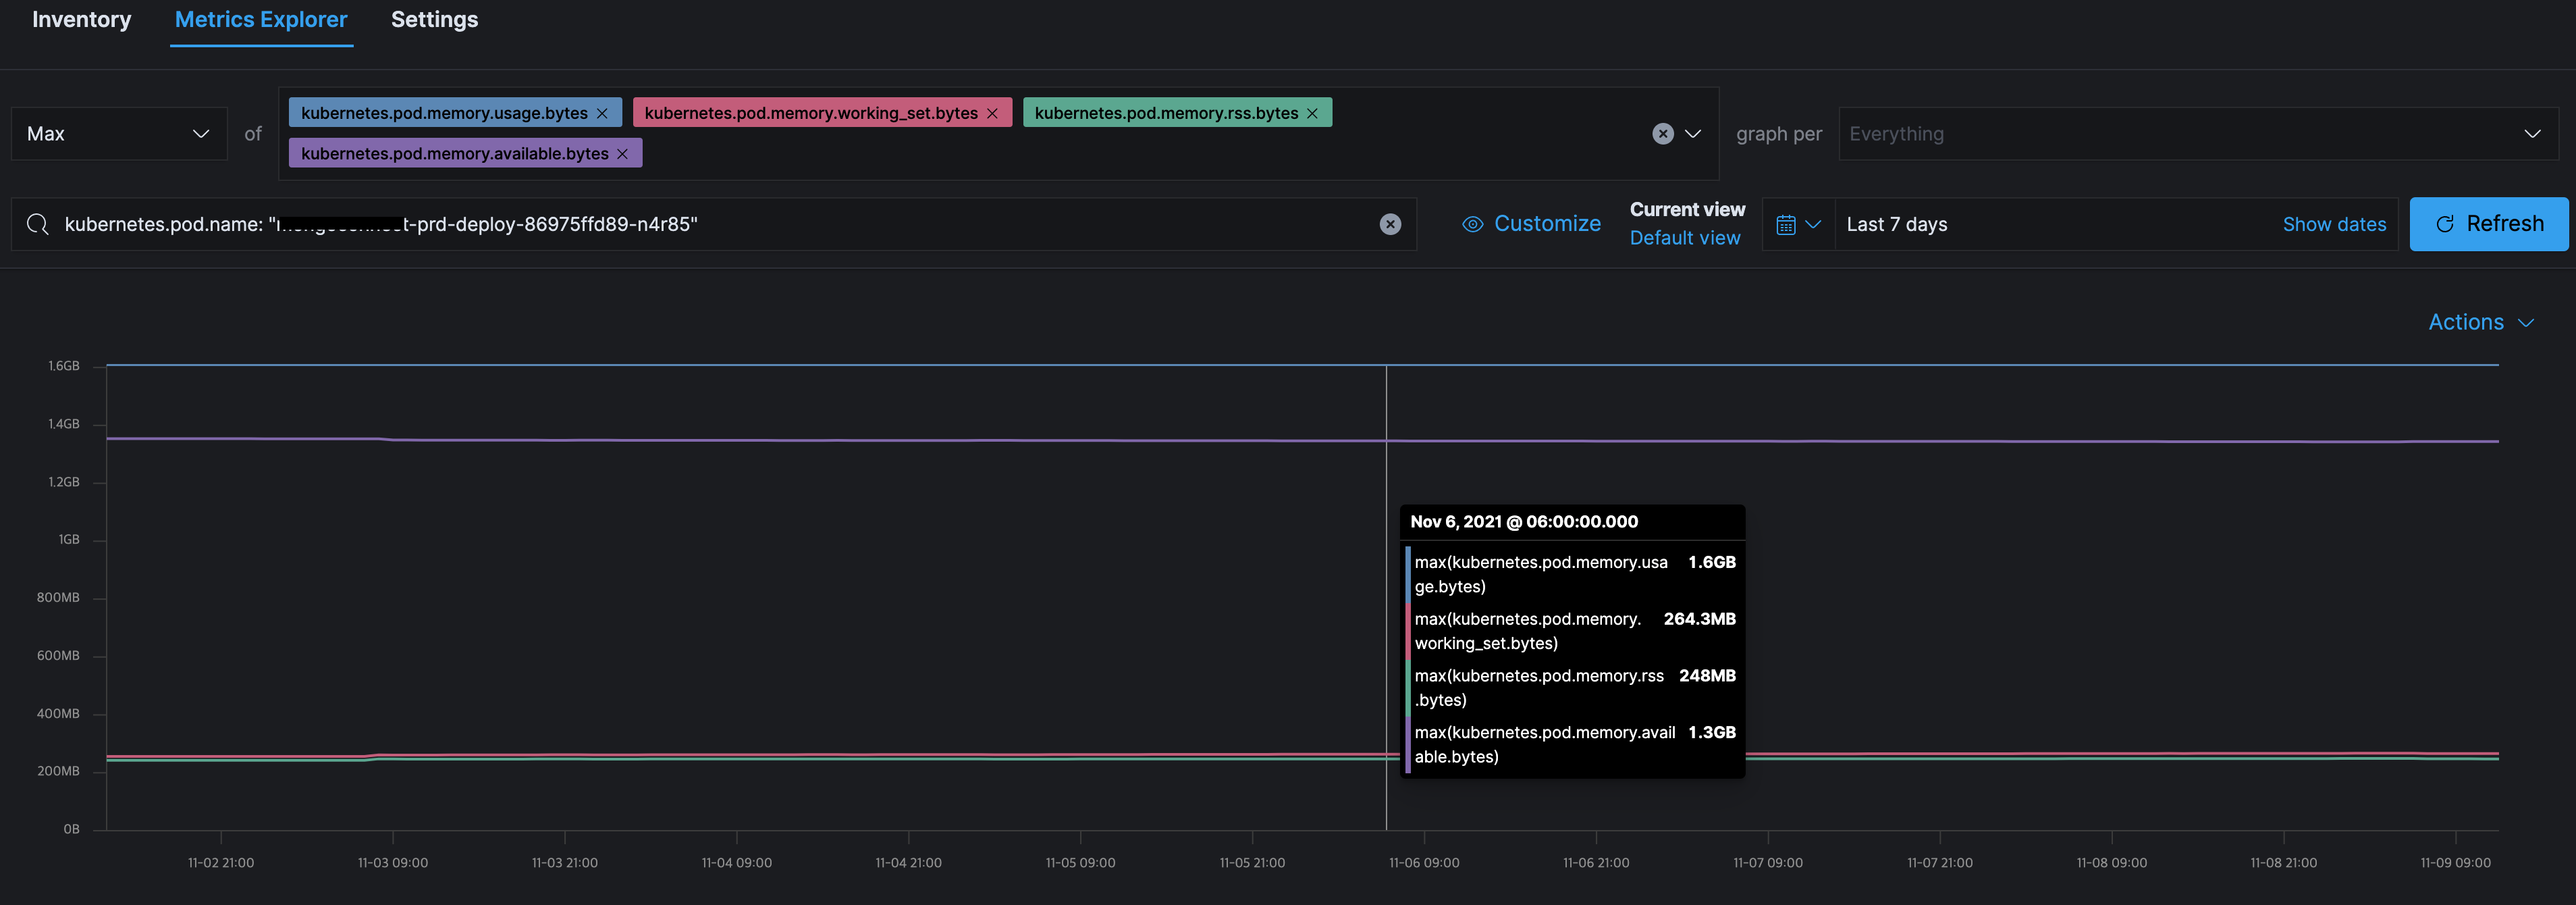 Inventory Metrics Explorer Settings
Max of kubernetes.pod.memory.usage.bytes kubernetes.pod.memory.working_set.bytes kubernetes.pod.memory.rss.bytes
kubernetes.pod.memory.available.bytes
graph per Everything
kubernetes.pod.name: " t-prd-deploy-86975ffd89-n4r85"
Customize
Current view
Default view
Last 7 days Show dates Refresh
Actions
1.6GB
1.4GB
1.2GB
1GB
800MB
600MB
400MB
200MB
0B
Nov 6, 2021 @ 06:00:00.000
max(kubernetes.pod.memory.usa 1.6GB
ge.bytes)
max(kubernetes.pod.memory. 264.3MB
working_set.bytes)
max(kubernetes.pod.memory.rss 248MB
.bytes)
max(kubernetes.pod.memory.avail 1.3GB
able.bytes)
11-02 21:00 11-03 09:00 11-03 21:00 11-04 09:00 11-04 21:00 11-05 09:00 11-05 21:00 11-06 09:00 11-06 21:00 11-07 09:00 11-07 21:00 11-08 09:00 11-08 21:00 11-09 09:00